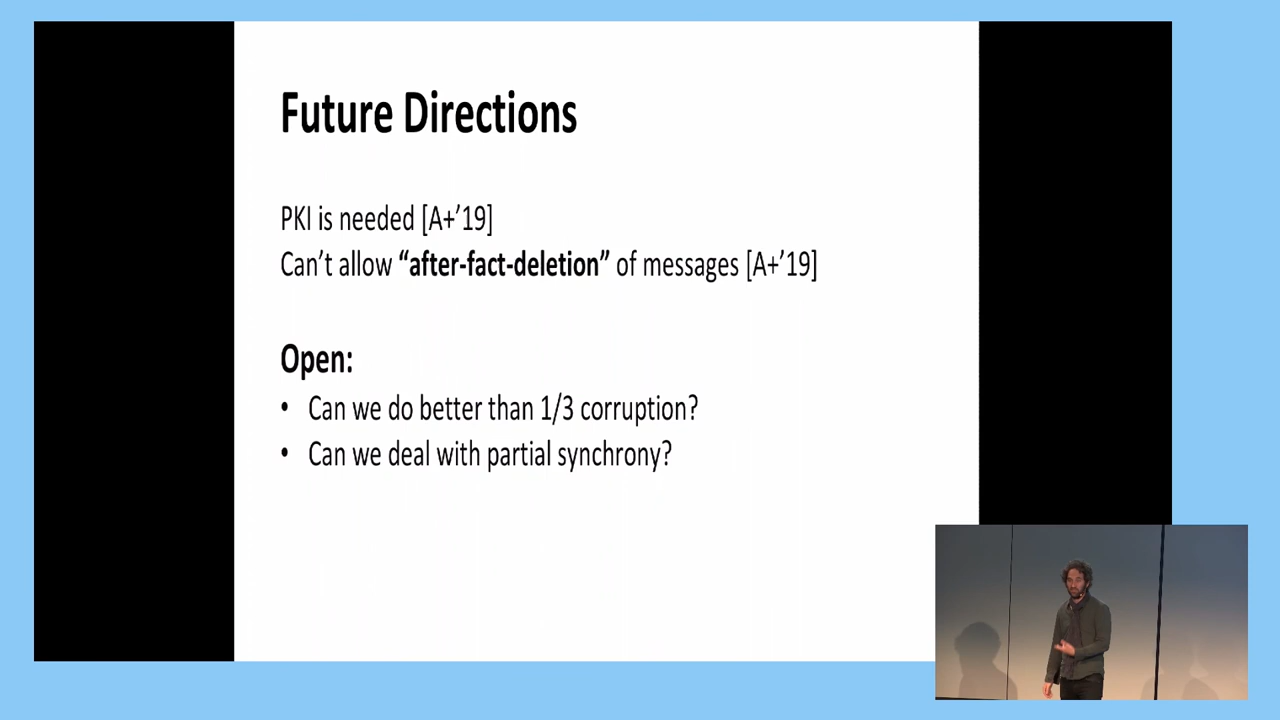 Future Directions
PKI is needed [A+’19]
Can’t allow “after-fact-deletion” of messages [A+’19]
Open:
• Can we do better than 1/3 corruption?
• Can we deal with partial synchrony?